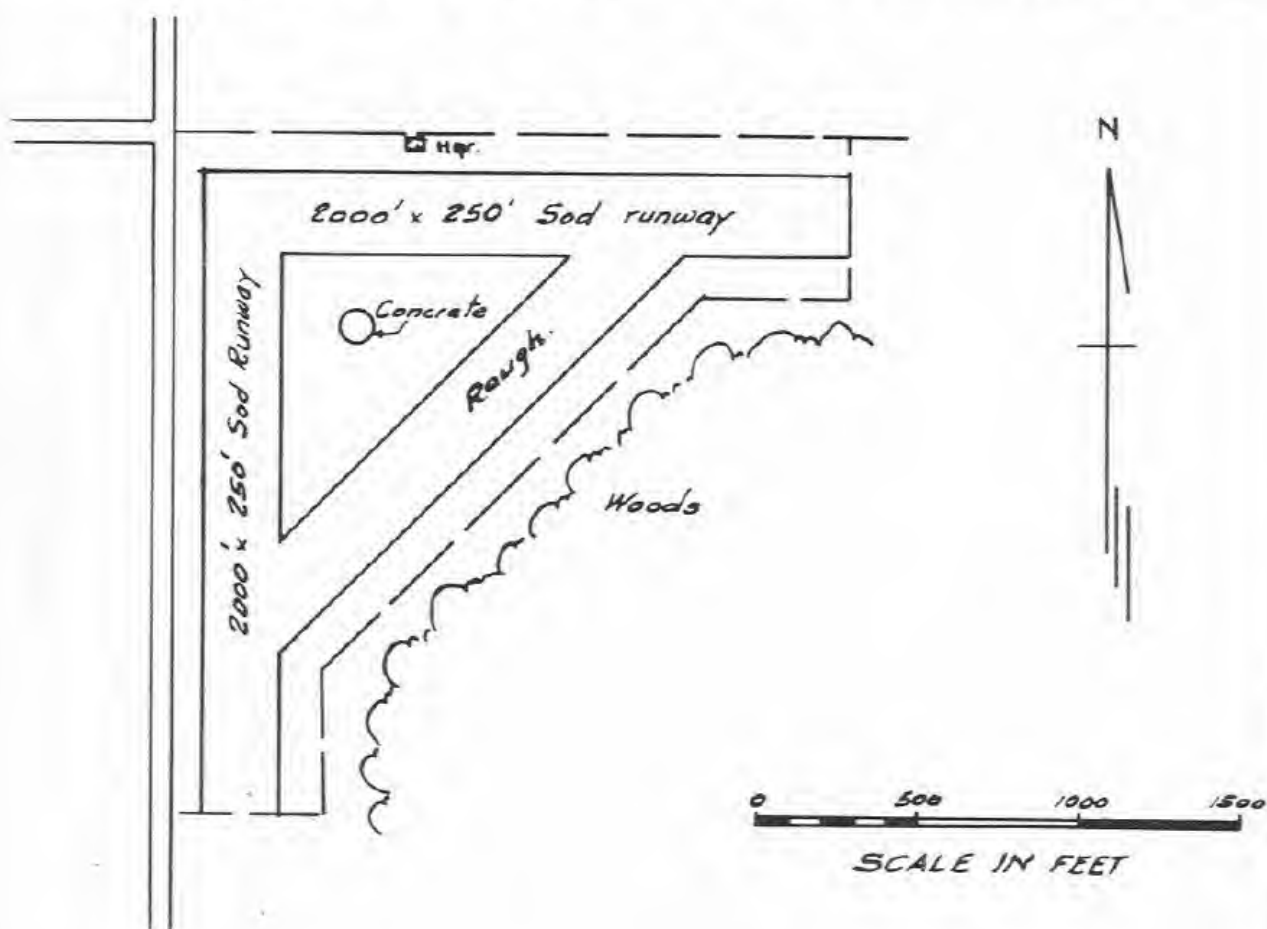 N
Hgr.
2000' x 250' Sod runway
Concrete
2000' x 250' Sod Runway
Rough.
Woods
0 500 1000 1500
SCALE IN FEET